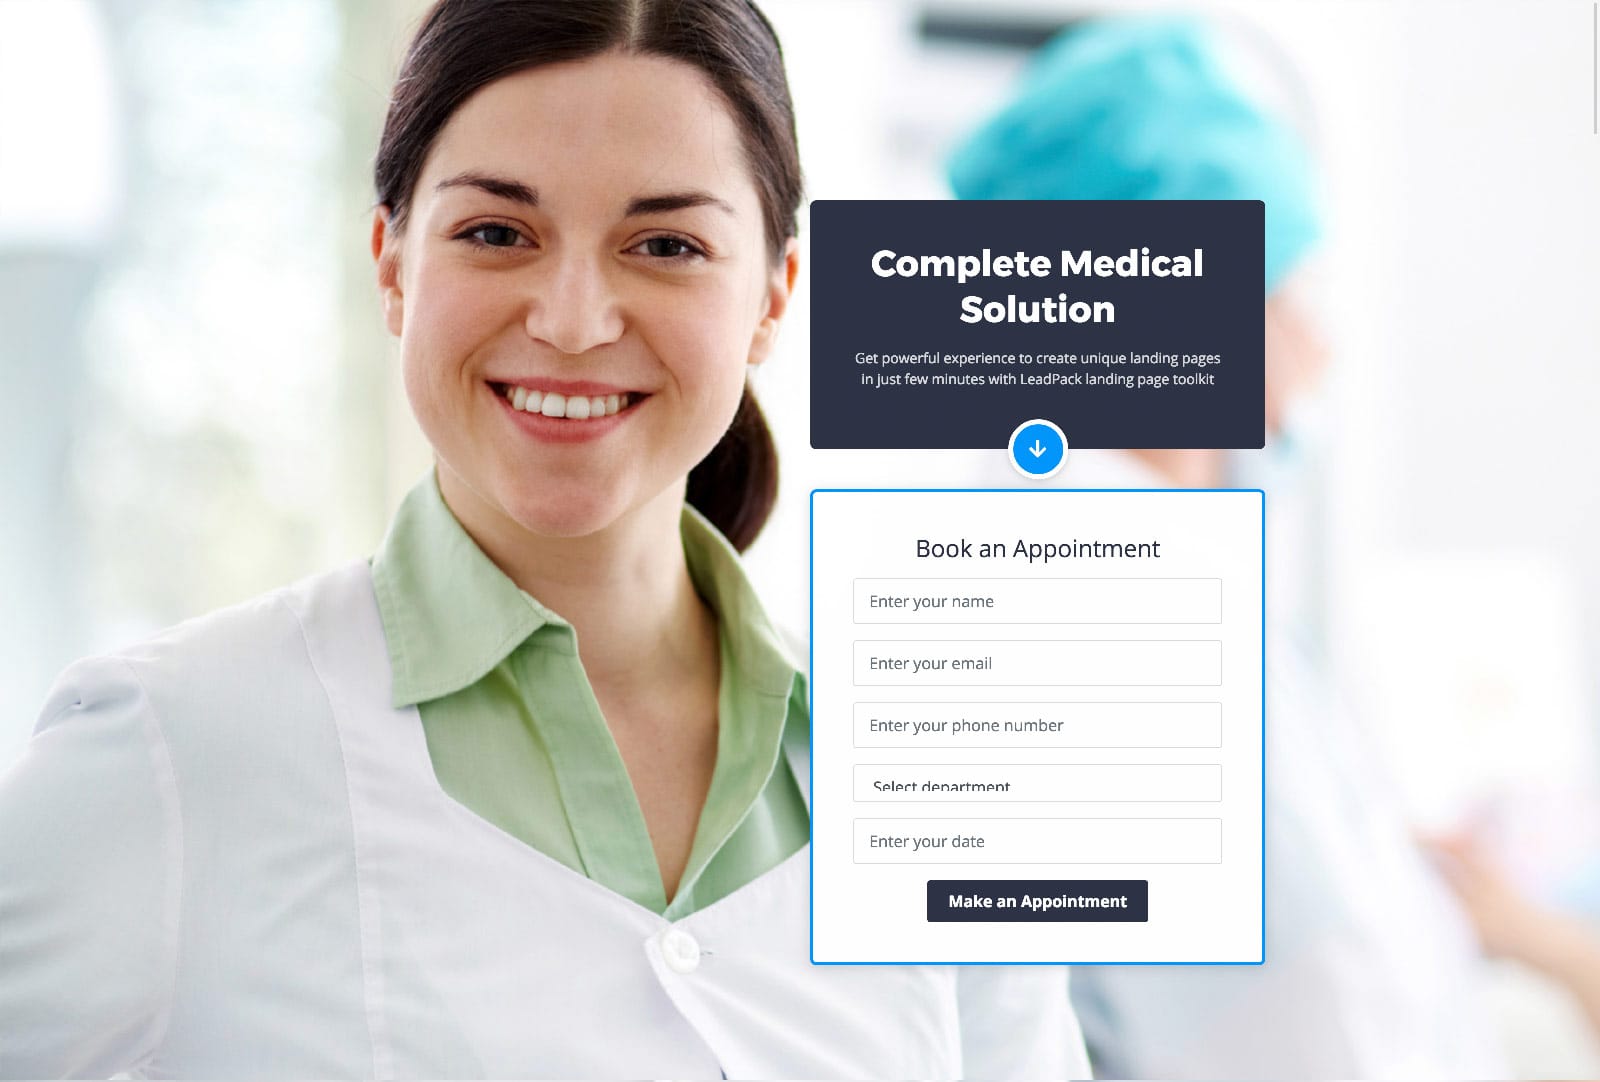 Complete Medical
Solution
Get powerful experience to create unique landing pages
in just few minutes with LeadPack landing page toolkit
Book an Appointment
Enter your name
Enter your email
Enter your phone number
Select department
Enter your date
Make an Appointment